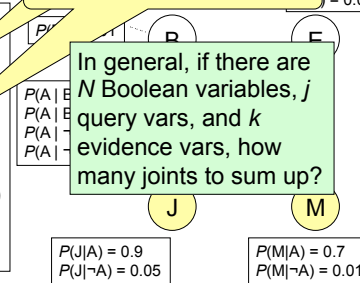 In general, if there are
N Boolean variables, j
query vars, and k
evidence vars, how
many joints to sum up?
P(A | 
P(A | 
P(A | ¬
P(A | ¬
J
M
P(J|A) = 0.9
P(J|¬A) = 0.05
P(M|A) = 0.7
P(M|¬A) = 0.01